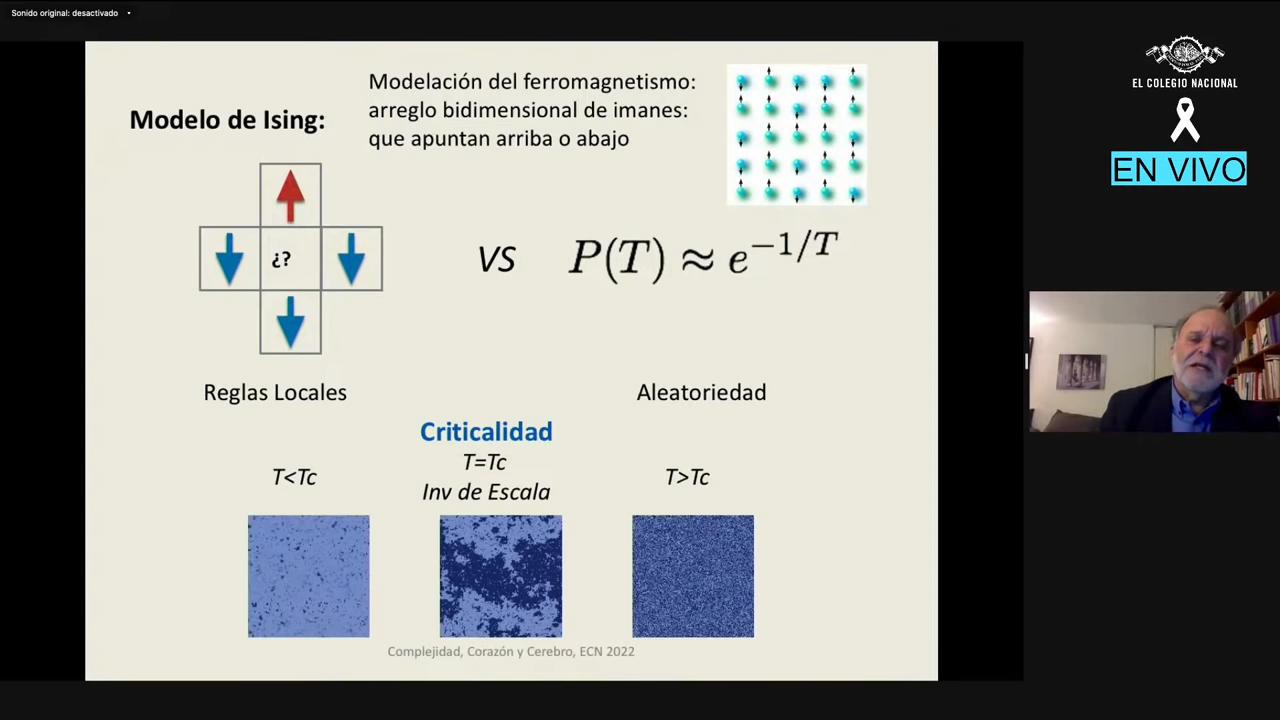 Sonido original: desactivado
Modelación del ferromagnetismo:
arreglo bidimensional de imanes:
que apuntan arriba o abajo
Modelo de Ising:
¿?
VS
P(T) ≈ e^{-1/T}
Reglas Locales
Aleatoriedad
Criticalidad
T<Tc
T=Tc
Inv de Escala
T>Tc
Complejidad, Corazón y Cerebro, ECN 2022
EL COLEGIO NACIONAL
EN VIVO